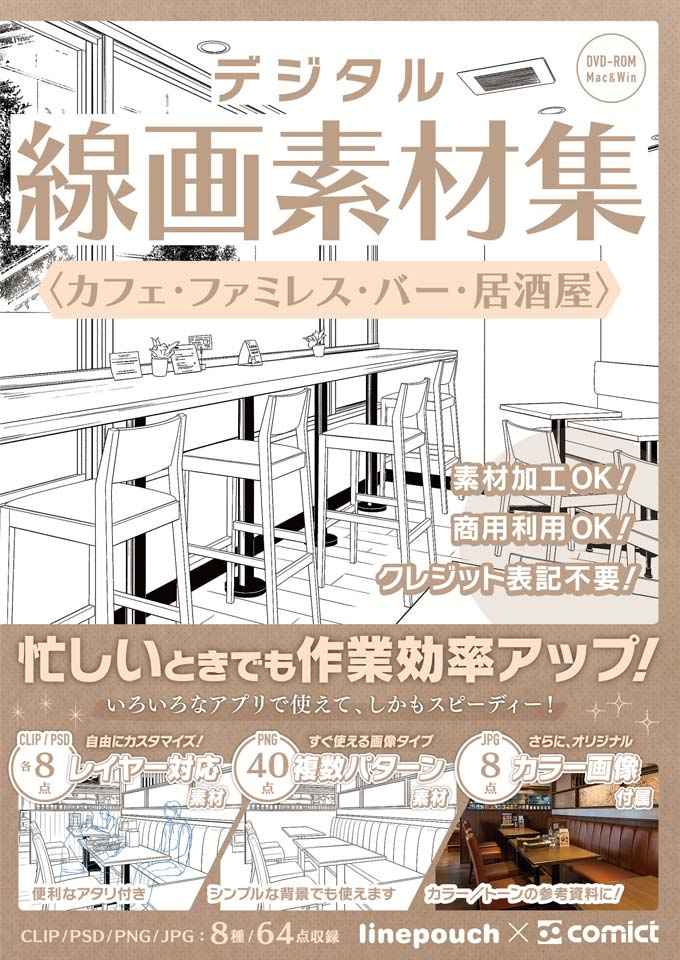 デジタル
DVD-ROM
Mac&Win
線画素材集
〈カフェ・ファミレス・バー・居酒屋〉
素材加工OK!
商用利用OK!
クレジット表記不要!
忙しいときでも作業効率アップ!
いろいろなアプリで使えて、しかもスピーディー!
CLIP/PSD
各8点
自由にカスタマイズ!
レイヤー対応
素材
便利なアタリ付き
PNG
40点
すぐ使える画像タイプ
複数パターン
素材
シンプルな背景でも使えます
JPG
8点
さらに、オリジナル
カラー画像
付属
カラー/トーンの参考資料に!
CLIP/PSD/PNG/JPG:8種/64点収録
linepouch × comict